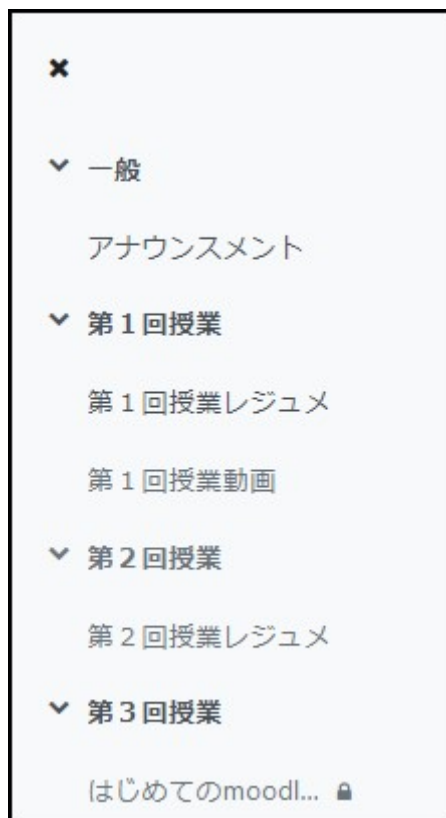 一般
アナウンスメント
第１回授業
第１回授業レジュメ
第１回授業動画
第２回授業
第２回授業レジュメ
第３回授業
はじめてのmoodl...